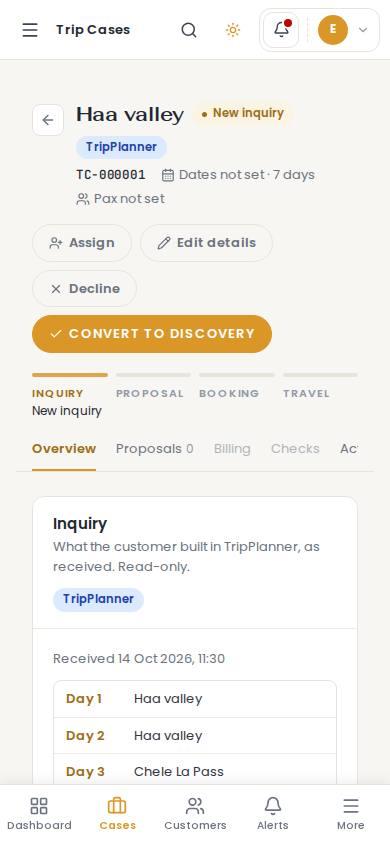 Trip Cases
E
Haa valley
New inquiry
TripPlanner
TC-000001 Dates not set · 7 days
Pax not set
Assign
Edit details
Decline
CONVERT TO DISCOVERY
INQUIRY PROPOSAL BOOKING TRAVEL
New inquiry
Overview Proposals 0 Billing Checks Act
Inquiry
What the customer built in TripPlanner, as
received. Read-only.
TripPlanner
Received 14 Oct 2026, 11:30
Day 1 Haa valley
Day 2 Haa valley
Day 3 Chele La Pass
Dashboard Cases Customers Alerts More